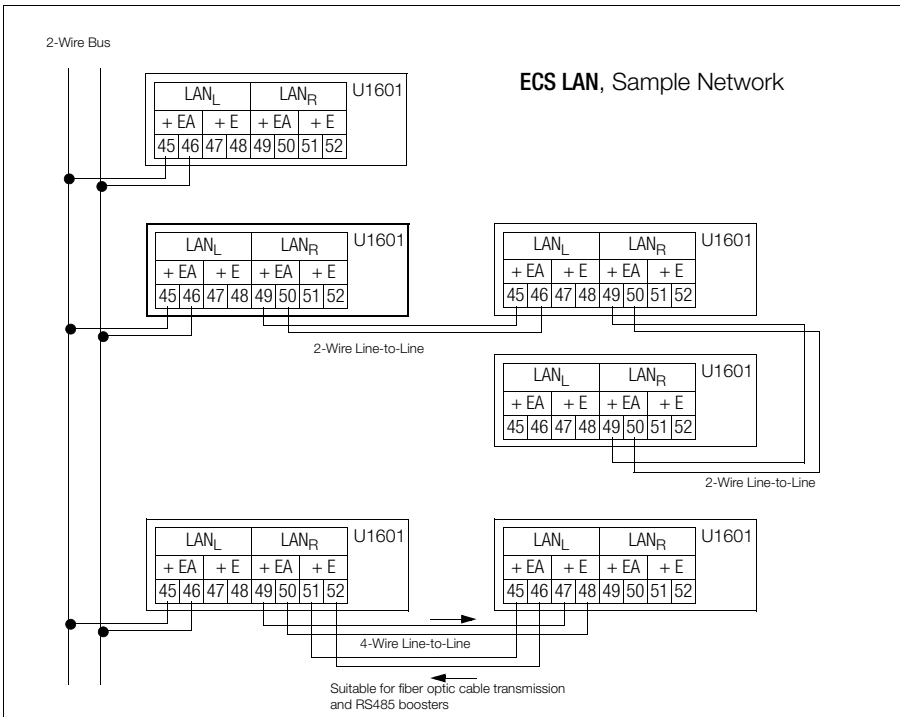 2-Wire Bus
ECS LAN, Sample Network
LANL LANR U1601
+ EA + E + EA + E
45 46 47 48 49 50 51 52
LANL LANR U1601
+ EA + E + EA + E
45 46 47 48 49 50 51 52
LANL LANR U1601
+ EA + E + EA + E
45 46 47 48 49 50 51 52
2-Wire Line-to-Line
LANL LANR U1601
+ EA + E + EA + E
45 46 47 48 49 50 51 52
2-Wire Line-to-Line
LANL LANR U1601
+ EA + E + EA + E
45 46 47 48 49 50 51 52
LANL LANR U1601
+ EA + E + EA + E
45 46 47 48 49 50 51 52
4-Wire Line-to-Line
Suitable for fiber optic cable transmission
and RS485 boosters